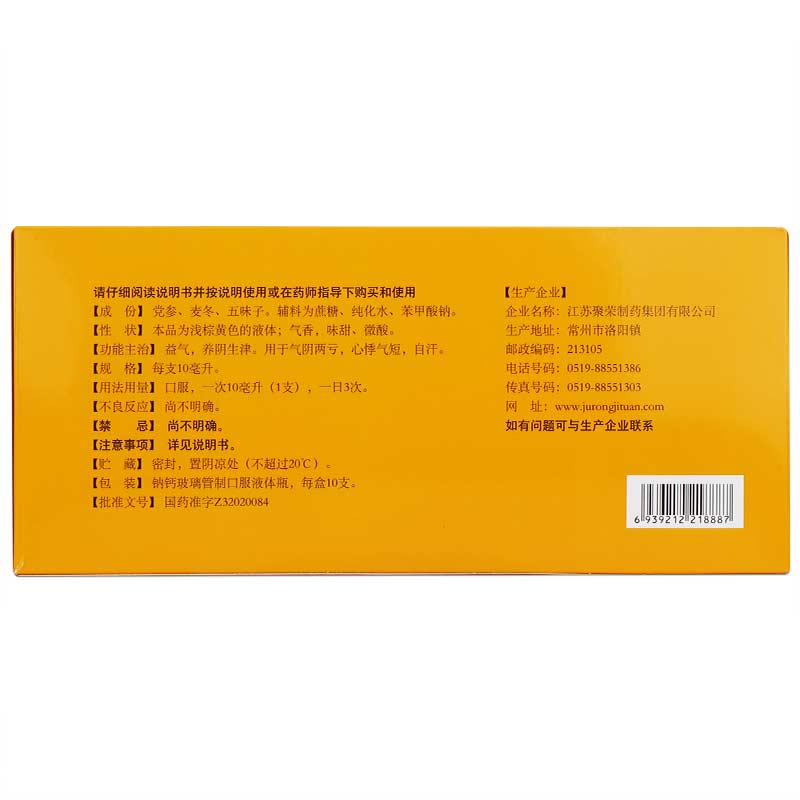 请仔细阅读说明书并按说明使用或在药师指导下购买和使用
【成 份】党参、麦冬、五味子。辅料为蔗糖、纯化水、苯甲酸钠。
【性 状】本品为浅棕黄色的液体；气香，味甜、微酸。
【功能主治】益气，养阴生津。用于气阴两亏，心悸气短，自汗。
【规 格】每支10毫升。
【用法用量】口服，一次10毫升（1支），一日3次。
【不良反应】尚不明确。
【禁 忌】尚不明确。
【注意事项】详见说明书。
【贮 藏】密封，置阴凉处（不超过20℃）。
【包 装】钠钙玻璃管制口服液体瓶，每盒10支。
【批准文号】国药准字Z32020084
【生产企业】
企业名称：江苏聚荣制药集团有限公司
生产地址：常州市洛阳镇
邮政编码：213105
电话号码：0519-88551386
传真号码：0519-88551303
网 址：www.jurongjituan.com
如有问题可与生产企业联系
6 939212 218887